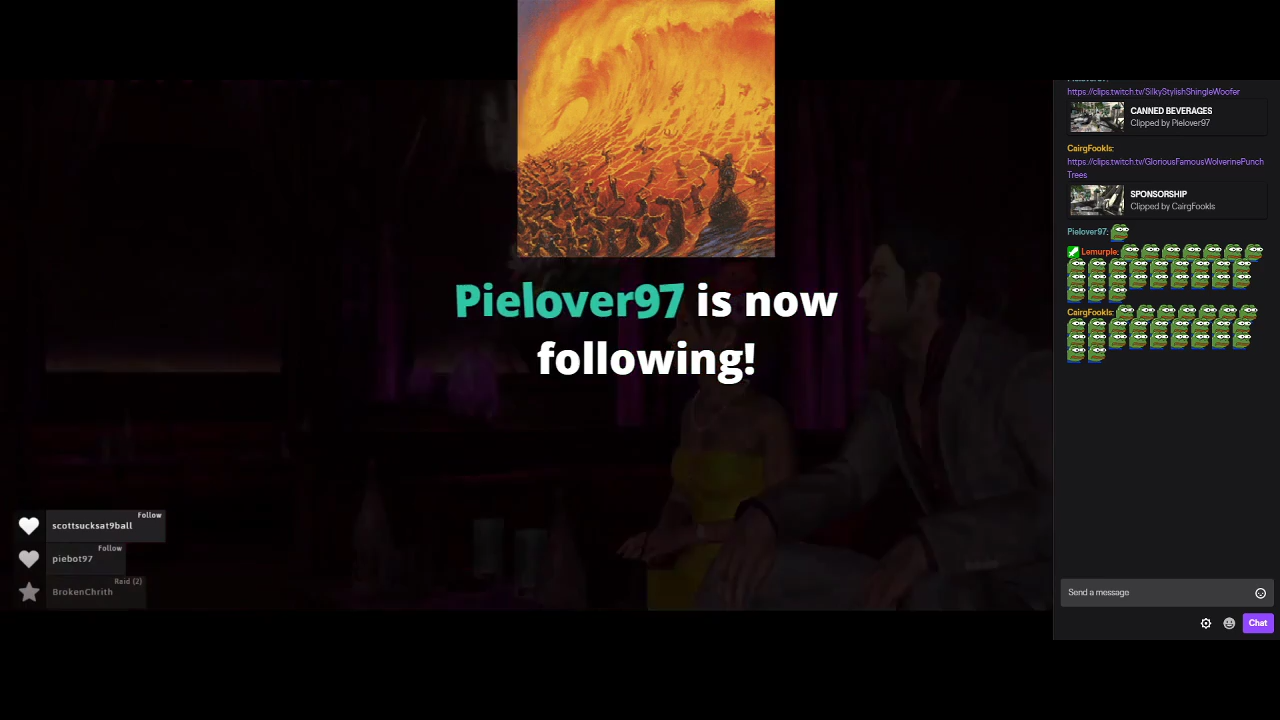 https://clips.twitch.tv/SilkyStylishShingleWoofer
CANNED BEVERAGES
Clipped by Pielover97
CairgFookls:
https://clips.twitch.tv/GloriousFamousWolverinePunch
Trees
SPONSORSHIP
Clipped by CairgFookls
Pielover97:
Lemurple:
CairgFookls:
Pielover97 is now
following!
Follow
scottsucksat9ball
Follow
piebot97
Raid (2)
BrokenChrith
Send a message
Chat